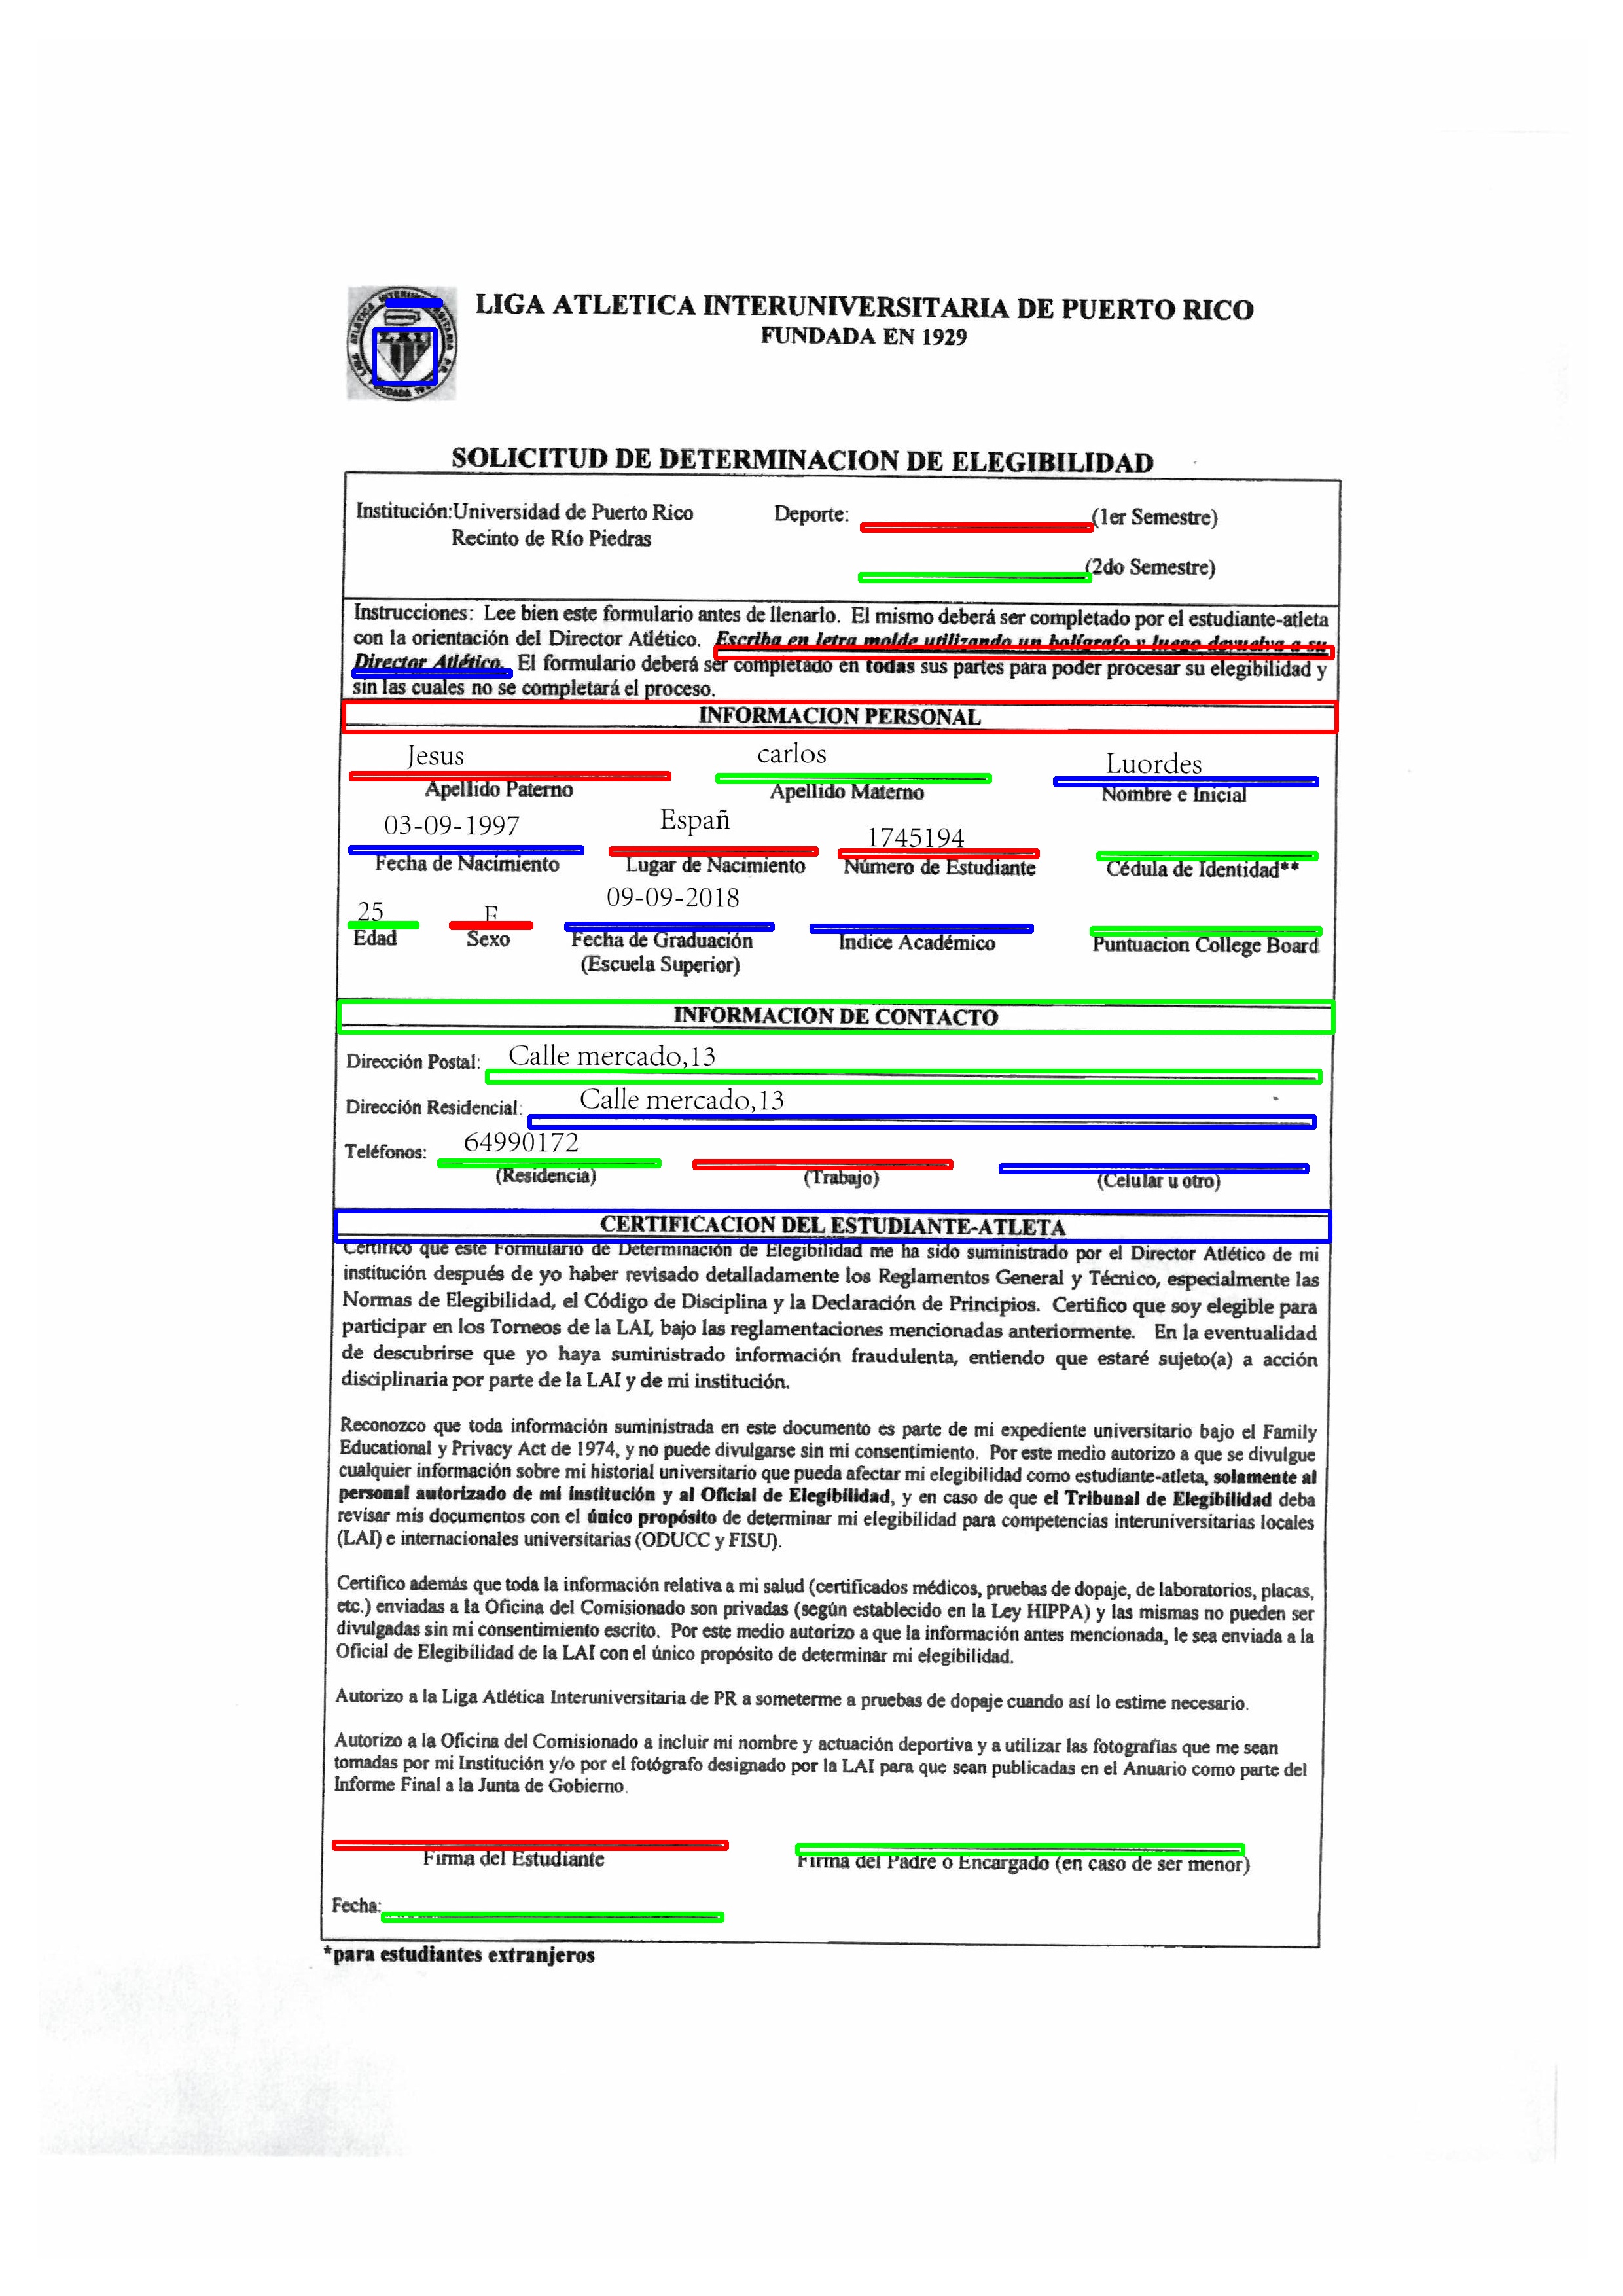 LIGA ATLETICA INTERUNIVERSITARIA DE PUERTO RICO
FUNDADA EN 1929
SOLICITUD DE DETERMINACION DE ELEGIBILIDAD
Institución:Universidad de Puerto Rico Deporte: (1er Semestre)
Recinto de Río Piedras
(2do Semestre)
Instrucciones: Lee bien este formulario antes de llenarlo. El mismo deberá ser completado por el estudiante-atleta
con la orientación del Director Atlético. Escriba en letra molde utilizando un bolígrafo y luego devuelva a su
Director Atlético. El formulario deberá ser completado en todas sus partes para poder procesar su elegibilidad y
sin las cuales no se completará el proceso.
INFORMACION PERSONAL
Jesus carlos Luordes
Apellido Paterno Apellido Materno Nombre e Inicial
03-09-1997 Españ 1745194
Fecha de Nacimiento Lugar de Nacimiento Número de Estudiante Cédula de Identidad**
25 F 09-09-2018
Edad Sexo Fecha de Graduación Indice Académico Puntuacion College Board
(Escuela Superior)
INFORMACION DE CONTACTO
Dirección Postal: Calle mercado,13
Dirección Residencial: Calle mercado,13
Teléfonos: 64990172
(Residencia) (Trabajo) (Celular u otro)
CERTIFICACION DEL ESTUDIANTE-ATLETA
Certifico que este Formulario de Determinación de Elegibilidad me ha sido suministrado por el Director Atlético de mi
institución después de yo haber revisado detalladamente los Reglamentos General y Técnico, especialmente las
Normas de Elegibilidad, el Código de Disciplina y la Declaración de Principios. Certifico que soy elegible para
participar en los Torneos de la LAI, bajo las reglamentaciones mencionadas anteriormente. En la eventualidad
de descubrirse que yo haya suministrado información fraudulenta, entiendo que estaré sujeto(a) a acción
disciplinaria por parte de la LAI y de mi institución.
Reconozco que toda información suministrada en este documento es parte de mi expediente universitario bajo el Family
Educational y Privacy Act de 1974, y no puede divulgarse sin mi consentimiento. Por este medio autorizo a que se divulgue
cualquier información sobre mi historial universitario que pueda afectar mi elegibilidad como estudiante-atleta, solamente al
personal autorizado de mi institución y al Oficial de Elegibilidad, y en caso de que el Tribunal de Elegibilidad deba
revisar mis documentos con el único propósito de determinar mi elegibilidad para competencias interuniversitarias locales
(LAI) e internacionales universitarias (ODUCC y FISU).
Certifico además que toda la información relativa a mi salud (certificados médicos, pruebas de dopaje, de laboratorios, placas,
etc.) enviadas a la Oficina del Comisionado son privadas (según establecido en la Ley HIPPA) y las mismas no pueden ser
divulgadas sin mi consentimiento escrito. Por este medio autorizo a que la información antes mencionada, le sea enviada a la
Oficial de Elegibilidad de la LAI con el único propósito de determinar mi elegibilidad.
Autorizo a la Liga Atlética Interuniversitaria de PR a someterme a pruebas de dopaje cuando así lo estime necesario.
Autorizo a la Oficina del Comisionado a incluir mi nombre y actuación deportiva y a utilizar las fotografías que me sean
tomadas por mi Institución y/o por el fotógrafo designado por la LAI para que sean publicadas en el Anuario como parte del
Informe Final a la Junta de Gobierno.
Firma del Estudiante Firma del Padre o Encargado (en caso de ser menor)
Fecha:
*para estudiantes extranjeros